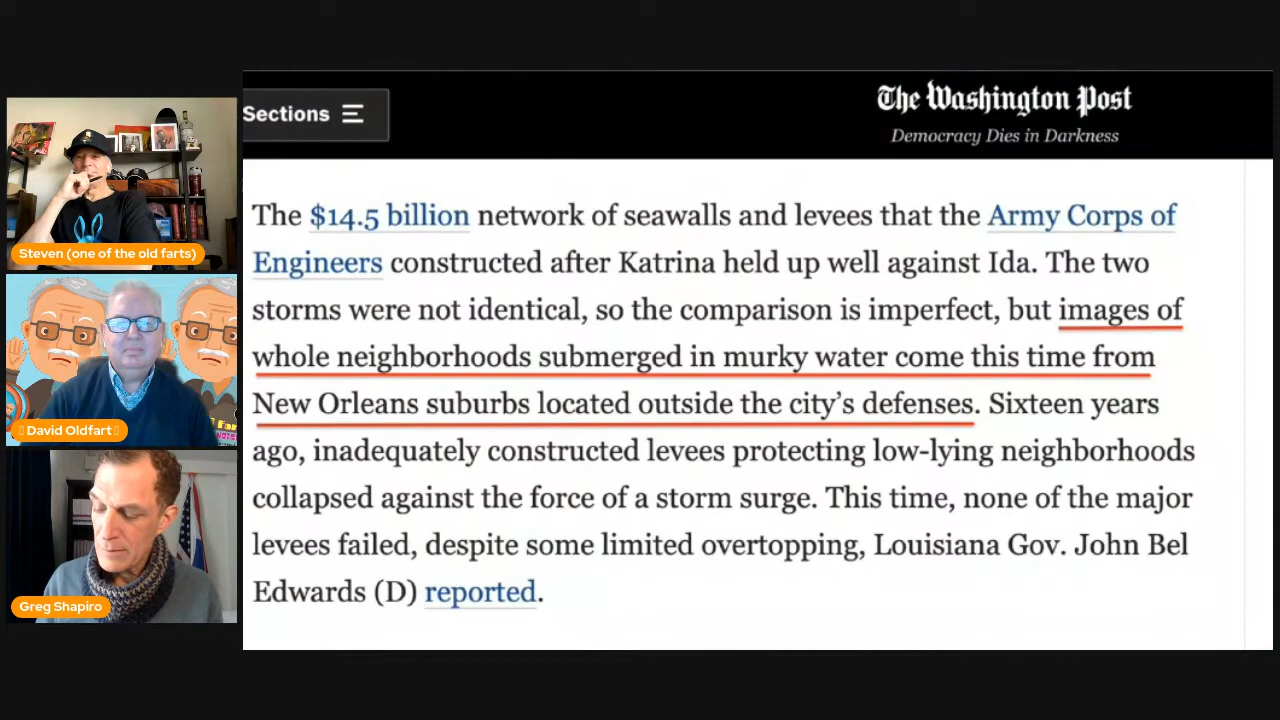 Sections
The Washington Post
Democracy Dies in Darkness
The $14.5 billion network of seawalls and levees that the Army Corps of
Engineers constructed after Katrina held up well against Ida. The two
storms were not identical, so the comparison is imperfect, but images of
whole neighborhoods submerged in murky water come this time from
New Orleans suburbs located outside the city’s defenses. Sixteen years
ago, inadequately constructed levees protecting low-lying neighborhoods
collapsed against the force of a storm surge. This time, none of the major
levees failed, despite some limited overtopping, Louisiana Gov. John Bel
Edwards (D) reported.
Steven (one of the old farts)
David Oldfart
Greg Shapiro